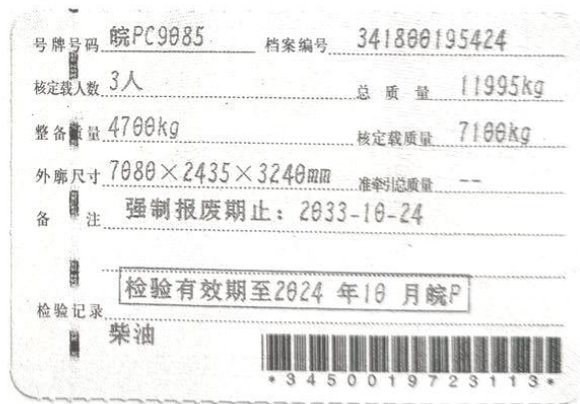 号牌号码 皖PC9085 档案编号 341800195424
核定载人数 3人 总质量 11995kg
整备质量 4700kg 核定载质量 7100kg
外廓尺寸 7080×2435×3240mm 准牵引总质量 --
备注 强制报废期止：2033-10-24
检验有效期至2024 年10 月皖P
检验记录
柴油
*3450019723113*